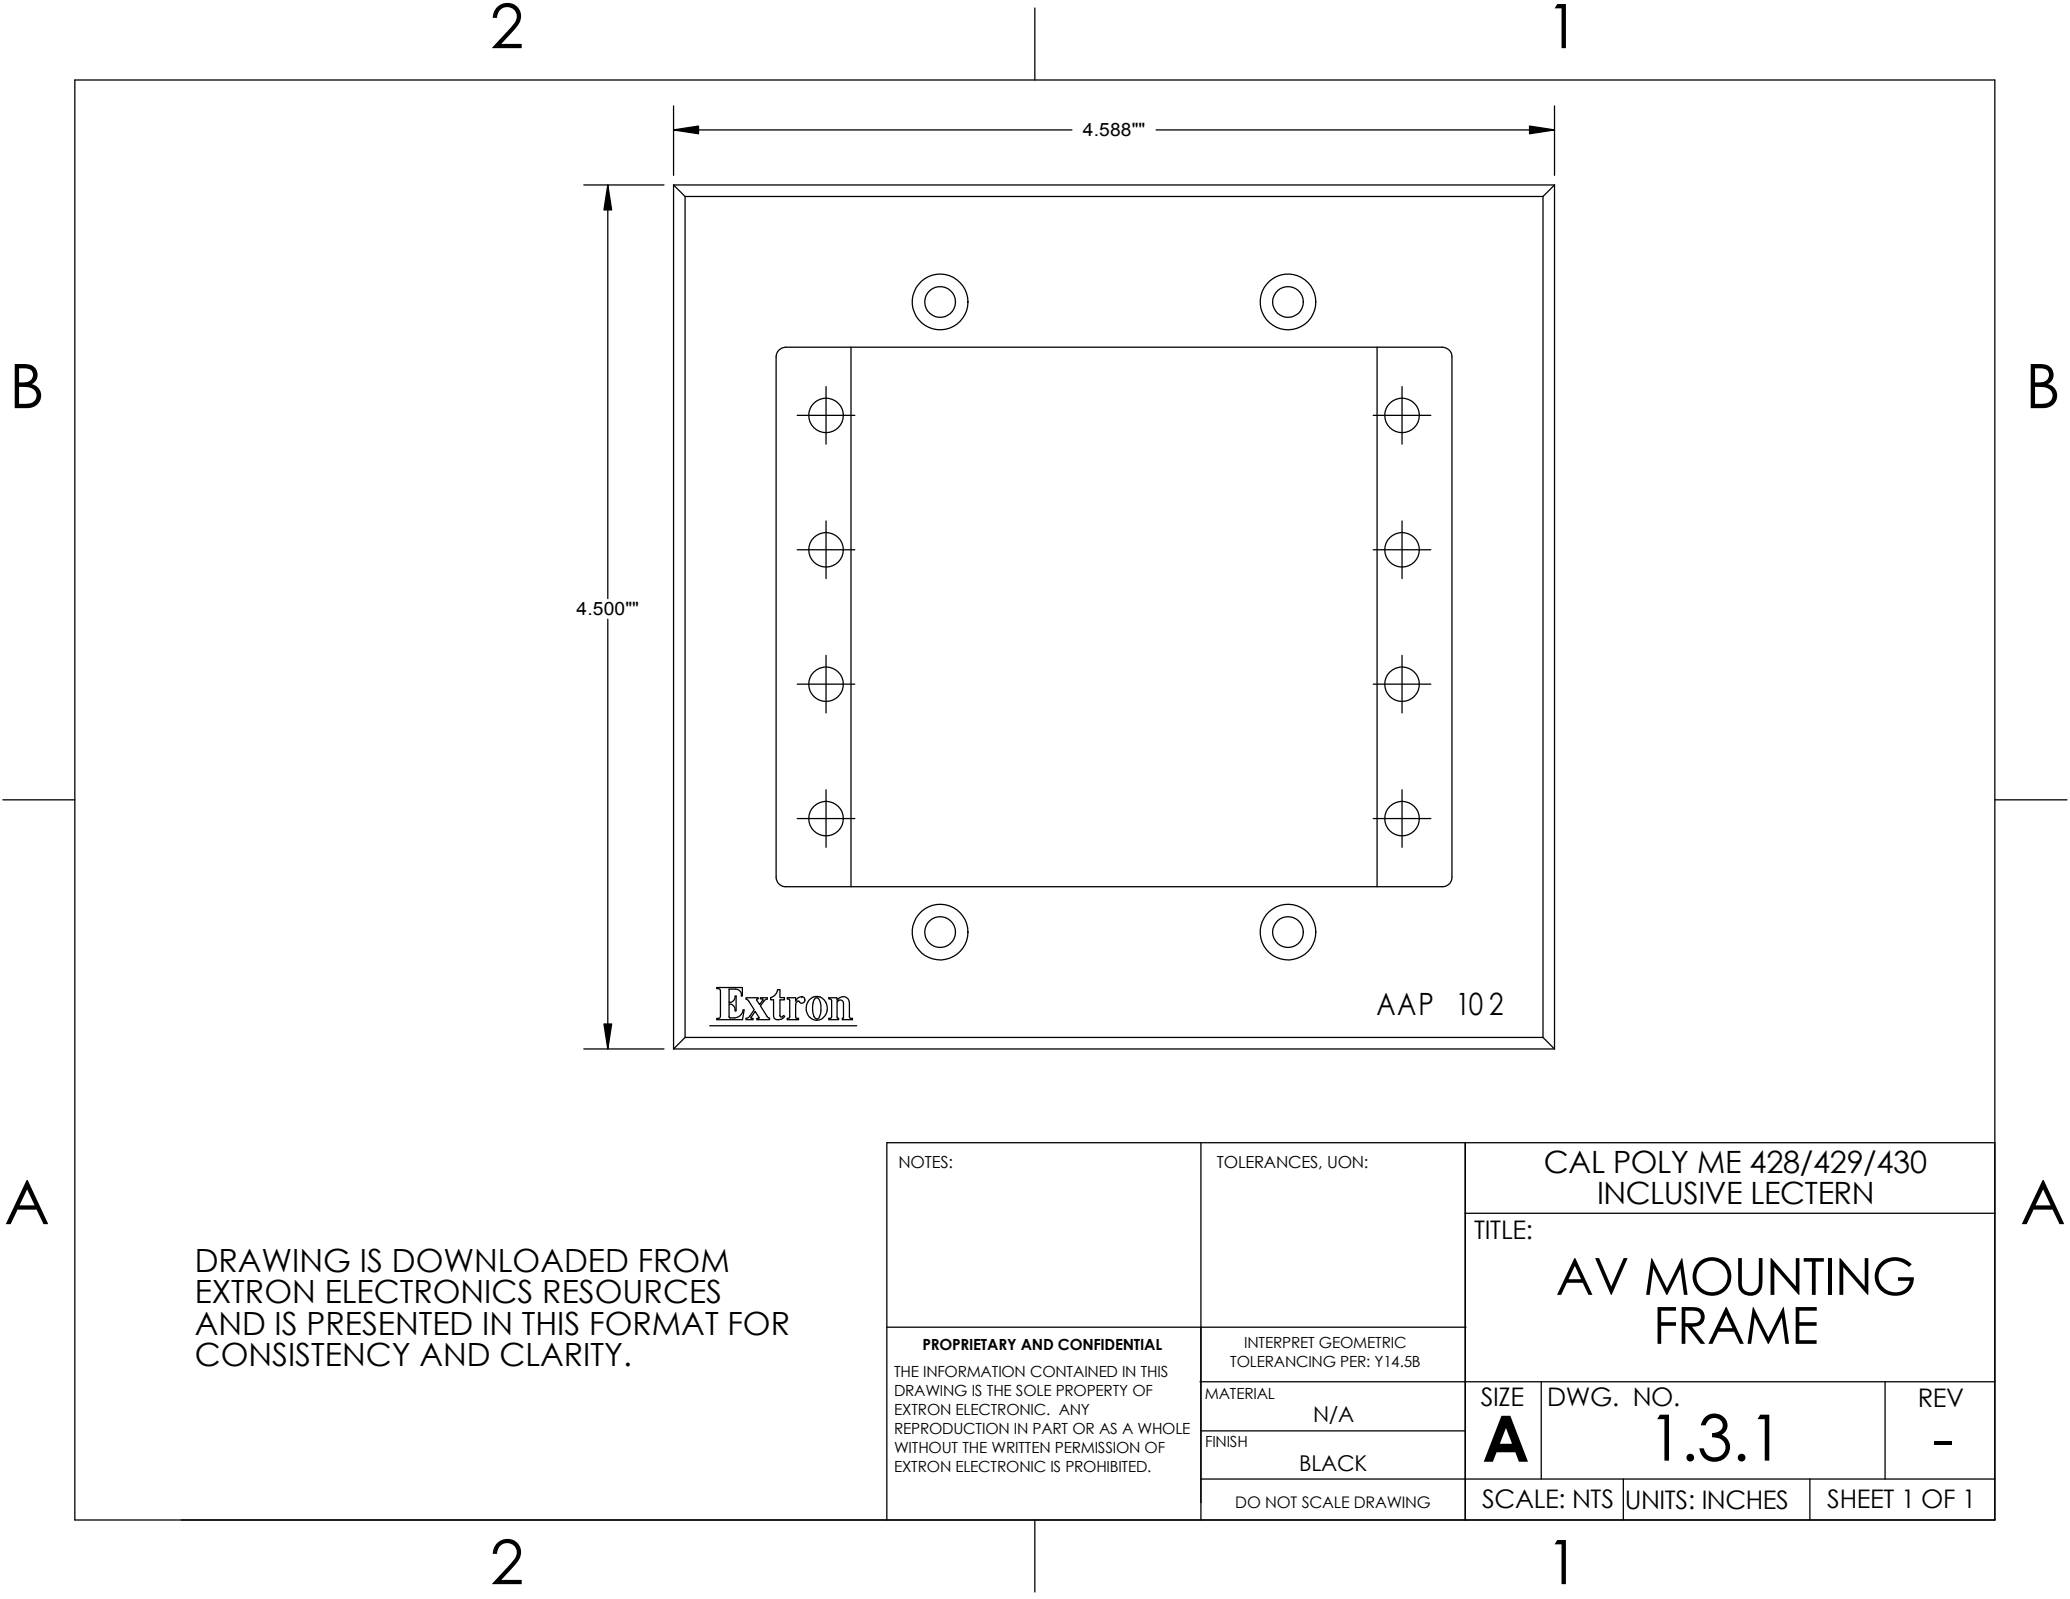 2
1
4.588""
B
B
4.500""
Extron
AAP 102
A
A
DRAWING IS DOWNLOADED FROM
EXTRON ELECTRONICS RESOURCES
AND IS PRESENTED IN THIS FORMAT FOR
CONSISTENCY AND CLARITY.
NOTES:
PROPRIETARY AND CONFIDENTIAL
THE INFORMATION CONTAINED IN THIS
DRAWING IS THE SOLE PROPERTY OF
EXTRON ELECTRONIC. ANY
REPRODUCTION IN PART OR AS A WHOLE
WITHOUT THE WRITTEN PERMISSION OF
EXTRON ELECTRONIC IS PROHIBITED.
TOLERANCES, UON:
INTERPRET GEOMETRIC
TOLERANCING PER: Y14.5B
MATERIAL
N/A
FINISH
BLACK
DO NOT SCALE DRAWING
CAL POLY ME 428/429/430
INCLUSIVE LECTERN
TITLE:
AV MOUNTING
FRAME
SIZE
A
DWG. NO.
1.3.1
REV
-
SCALE: NTS
UNITS: INCHES
SHEET 1 OF 1
2
1